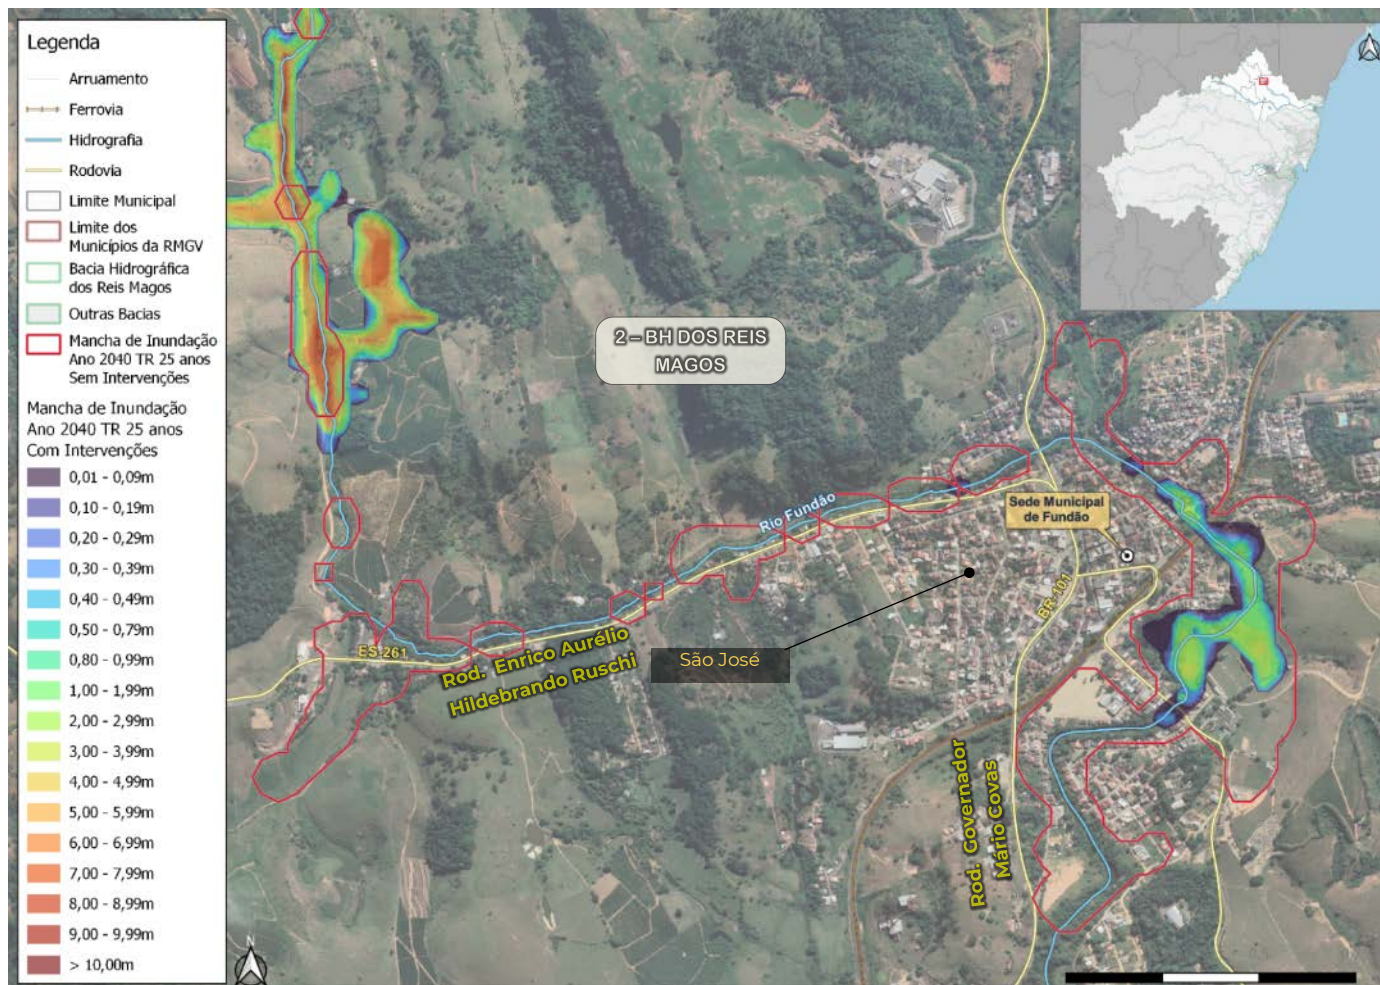 Legenda
Arruamento
Ferrovia
Hidrografia
Rodovia
Limite Municipal
Limite dos
Municípios da RMGV
Bacia Hidrográfica
dos Reis Magos
Outras Bacias
Mancha de Inundação
Ano 2040 TR 25 anos
Sem Intervenções
Mancha de Inundação
Ano 2040 TR 25 anos
Com Intervenções
0,01 - 0,09m
0,10 - 0,19m
0,20 - 0,29m
0,30 - 0,39m
0,40 - 0,49m
0,50 - 0,79m
0,80 - 0,99m
1,00 - 1,99m
2,00 - 2,99m
3,00 - 3,99m
4,00 - 4,99m
5,00 - 5,99m
6,00 - 6,99m
7,00 - 7,99m
8,00 - 8,99m
9,00 - 9,99m
> 10,00m
2 – BH DOS REIS
MAGOS
Rio Fundão
Sede Municipal
de Fundão
BR-101
ES-261
Rod. Enrico Aurélio
Hildebrando Ruschi
São José
Rod. Governador
Mário Covas
N